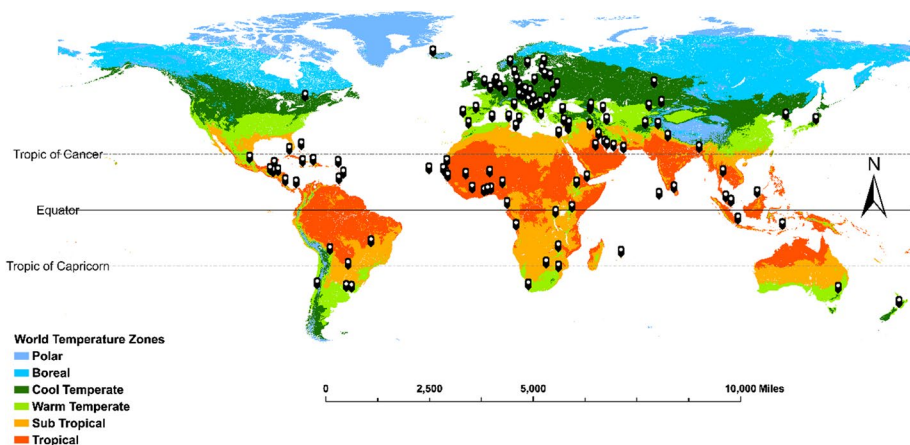 Tropic of Cancer
N
Equator
Tropic of Capricorn
World Temperature Zones
Polar
Boreal
Cool Temperate
Warm Temperate
Sub Tropical
Tropical
0 2,500 5,000 10,000 Miles